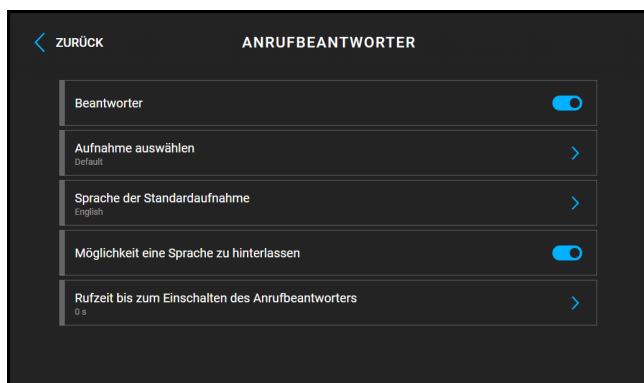 ZURÜCK ANRUFBEANTWORTER
Beantworter
Aufnahme auswählen
Default
Sprache der Standardaufnahme
English
Möglichkeit eine Sprache zu hinterlassen
Rufzeit bis zum Einschalten des Anrufbeantworters
0 s